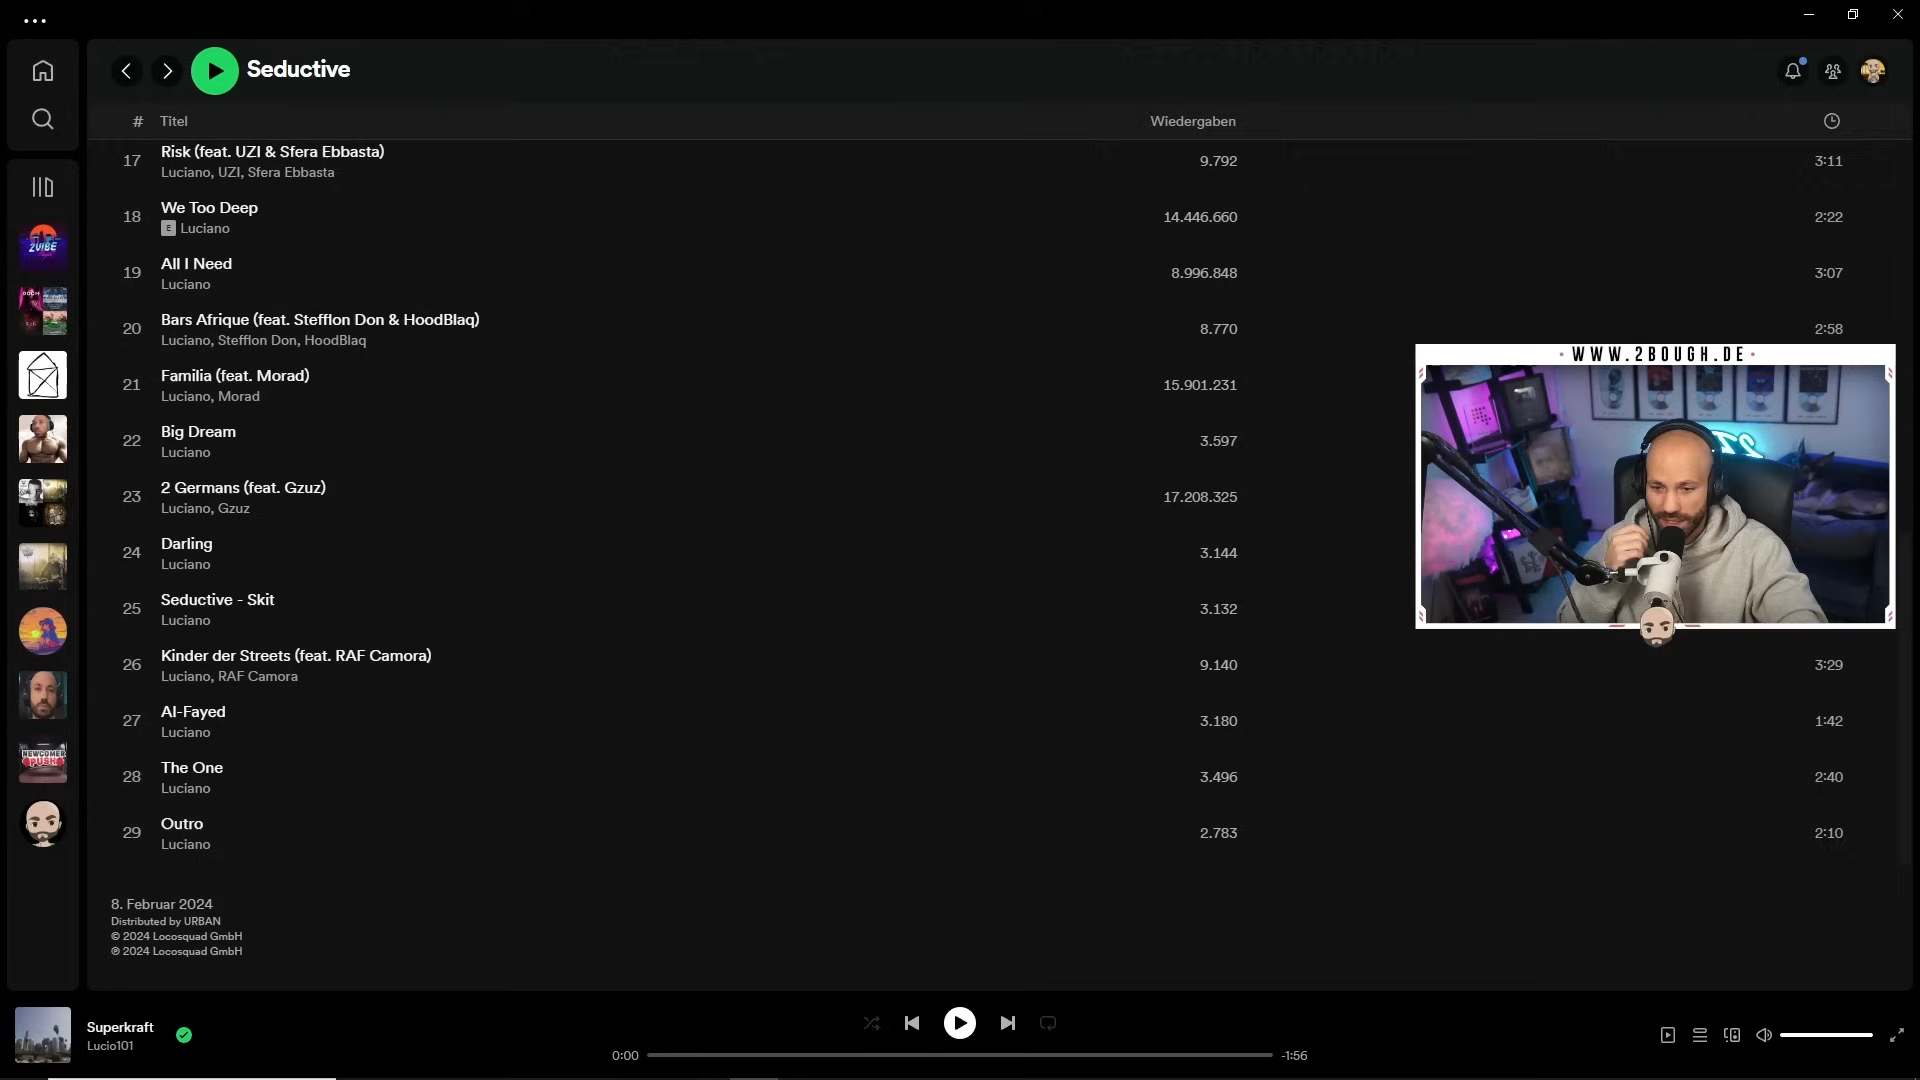 Seductive
# Titel Wiedergaben
17 Risk (feat. UZI & Sfera Ebbasta) 9.792 3:11
Luciano, UZI, Sfera Ebbasta
18 We Too Deep 14.446.660 2:22
E Luciano
19 All I Need 8.996.848 3:07
Luciano
20 Bars Afrique (feat. Stefflon Don & HoodBlaq) 8.770 2:58
Luciano, Stefflon Don, HoodBlaq
WWW.2BOUGH.DE
21 Familia (feat. Morad) 15.901.231
Luciano, Morad
22 Big Dream 3.597
Luciano
23 2 Germans (feat. Gzuz) 17.208.325
Luciano, Gzuz
24 Darling 3.144
Luciano
25 Seductive - Skit 3.132
Luciano
26 Kinder der Streets (feat. RAF Camora) 9.140 3:29
Luciano, RAF Camora
27 Al-Fayed 3.180 1:42
Luciano
28 The One 3.496 2:40
Luciano
29 Outro 2.783 2:10
Luciano
2VIBE
NEWCOMER
PUSH
8. Februar 2024
Distributed by URBAN
© 2024 Locosquad GmbH
℗ 2024 Locosquad GmbH
Superkraft
Lucio101
0:00 -1:56